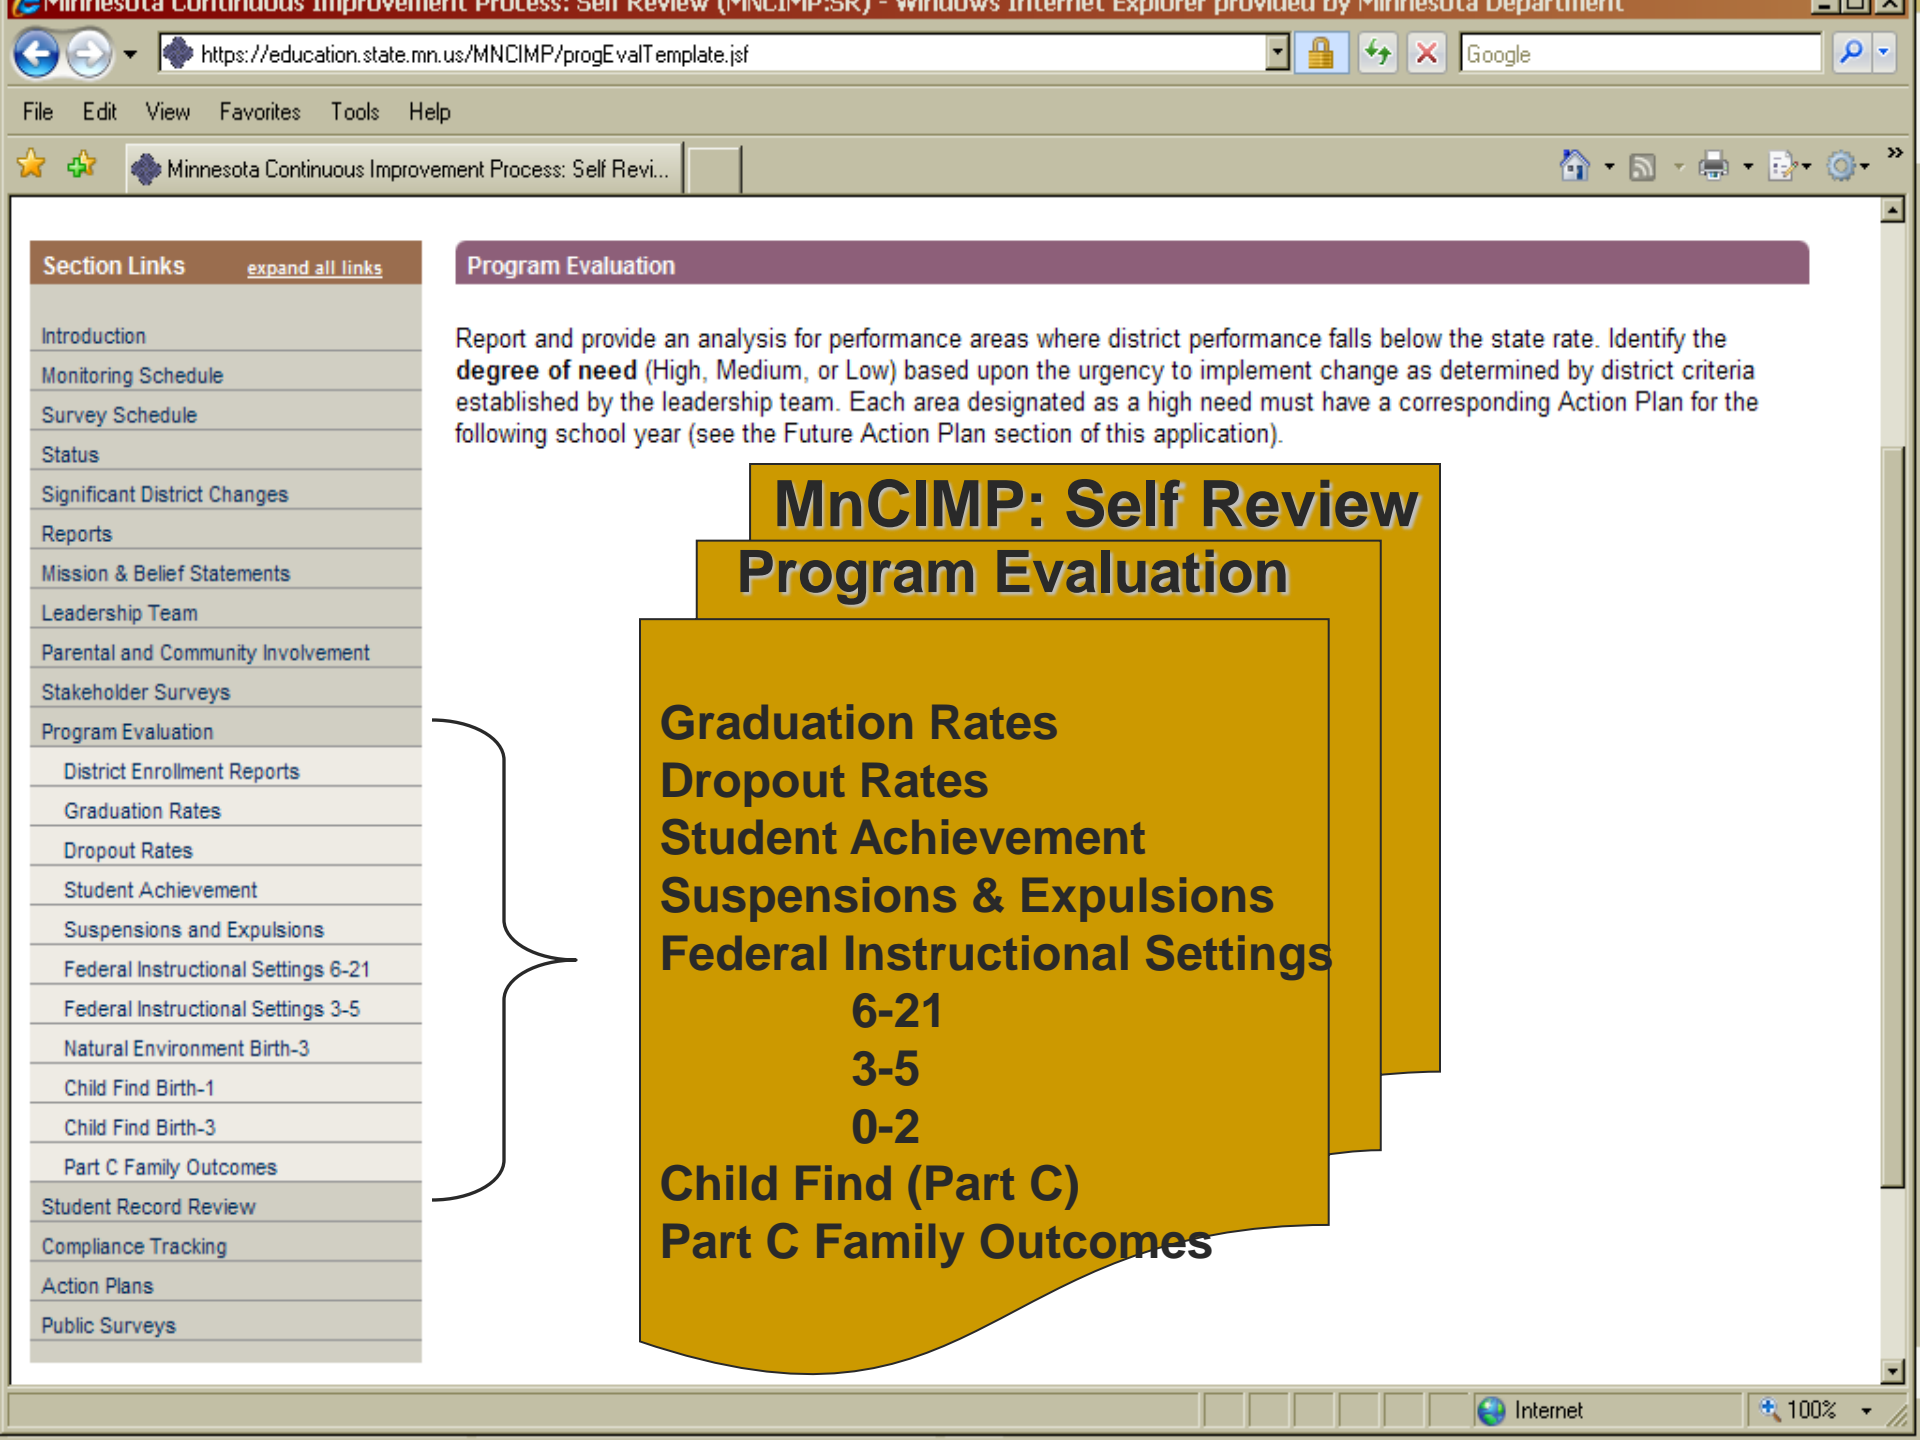 Minnesota Continuous Improvement Process: Self Review (MNCIMP:SR) - Windows Internet Explorer provided by Minnesota Department
https://education.state.mn.us/MNCIMP/progEvalTemplate.jsf
Google
File Edit View Favorites Tools Help
Minnesota Continuous Improvement Process: Self Revi...
Section Links expand all links
Introduction
Monitoring Schedule
Survey Schedule
Status
Significant District Changes
Reports
Mission & Belief Statements
Leadership Team
Parental and Community Involvement
Stakeholder Surveys
Program Evaluation
District Enrollment Reports
Graduation Rates
Dropout Rates
Student Achievement
Suspensions and Expulsions
Federal Instructional Settings 6-21
Federal Instructional Settings 3-5
Natural Environment Birth-3
Child Find Birth-1
Child Find Birth-3
Part C Family Outcomes
Student Record Review
Compliance Tracking
Action Plans
Public Surveys
Program Evaluation
Report and provide an analysis for performance areas where district performance falls below the state rate. Identify the
degree of need (High, Medium, or Low) based upon the urgency to implement change as determined by district criteria
established by the leadership team. Each area designated as a high need must have a corresponding Action Plan for the
following school year (see the Future Action Plan section of this application).
MnCIMP: Self Review
Program Evaluation
Graduation Rates
Dropout Rates
Student Achievement
Suspensions & Expulsions
Federal Instructional Settings
6-21
3-5
0-2
Child Find (Part C)
Part C Family Outcomes
Internet
100%